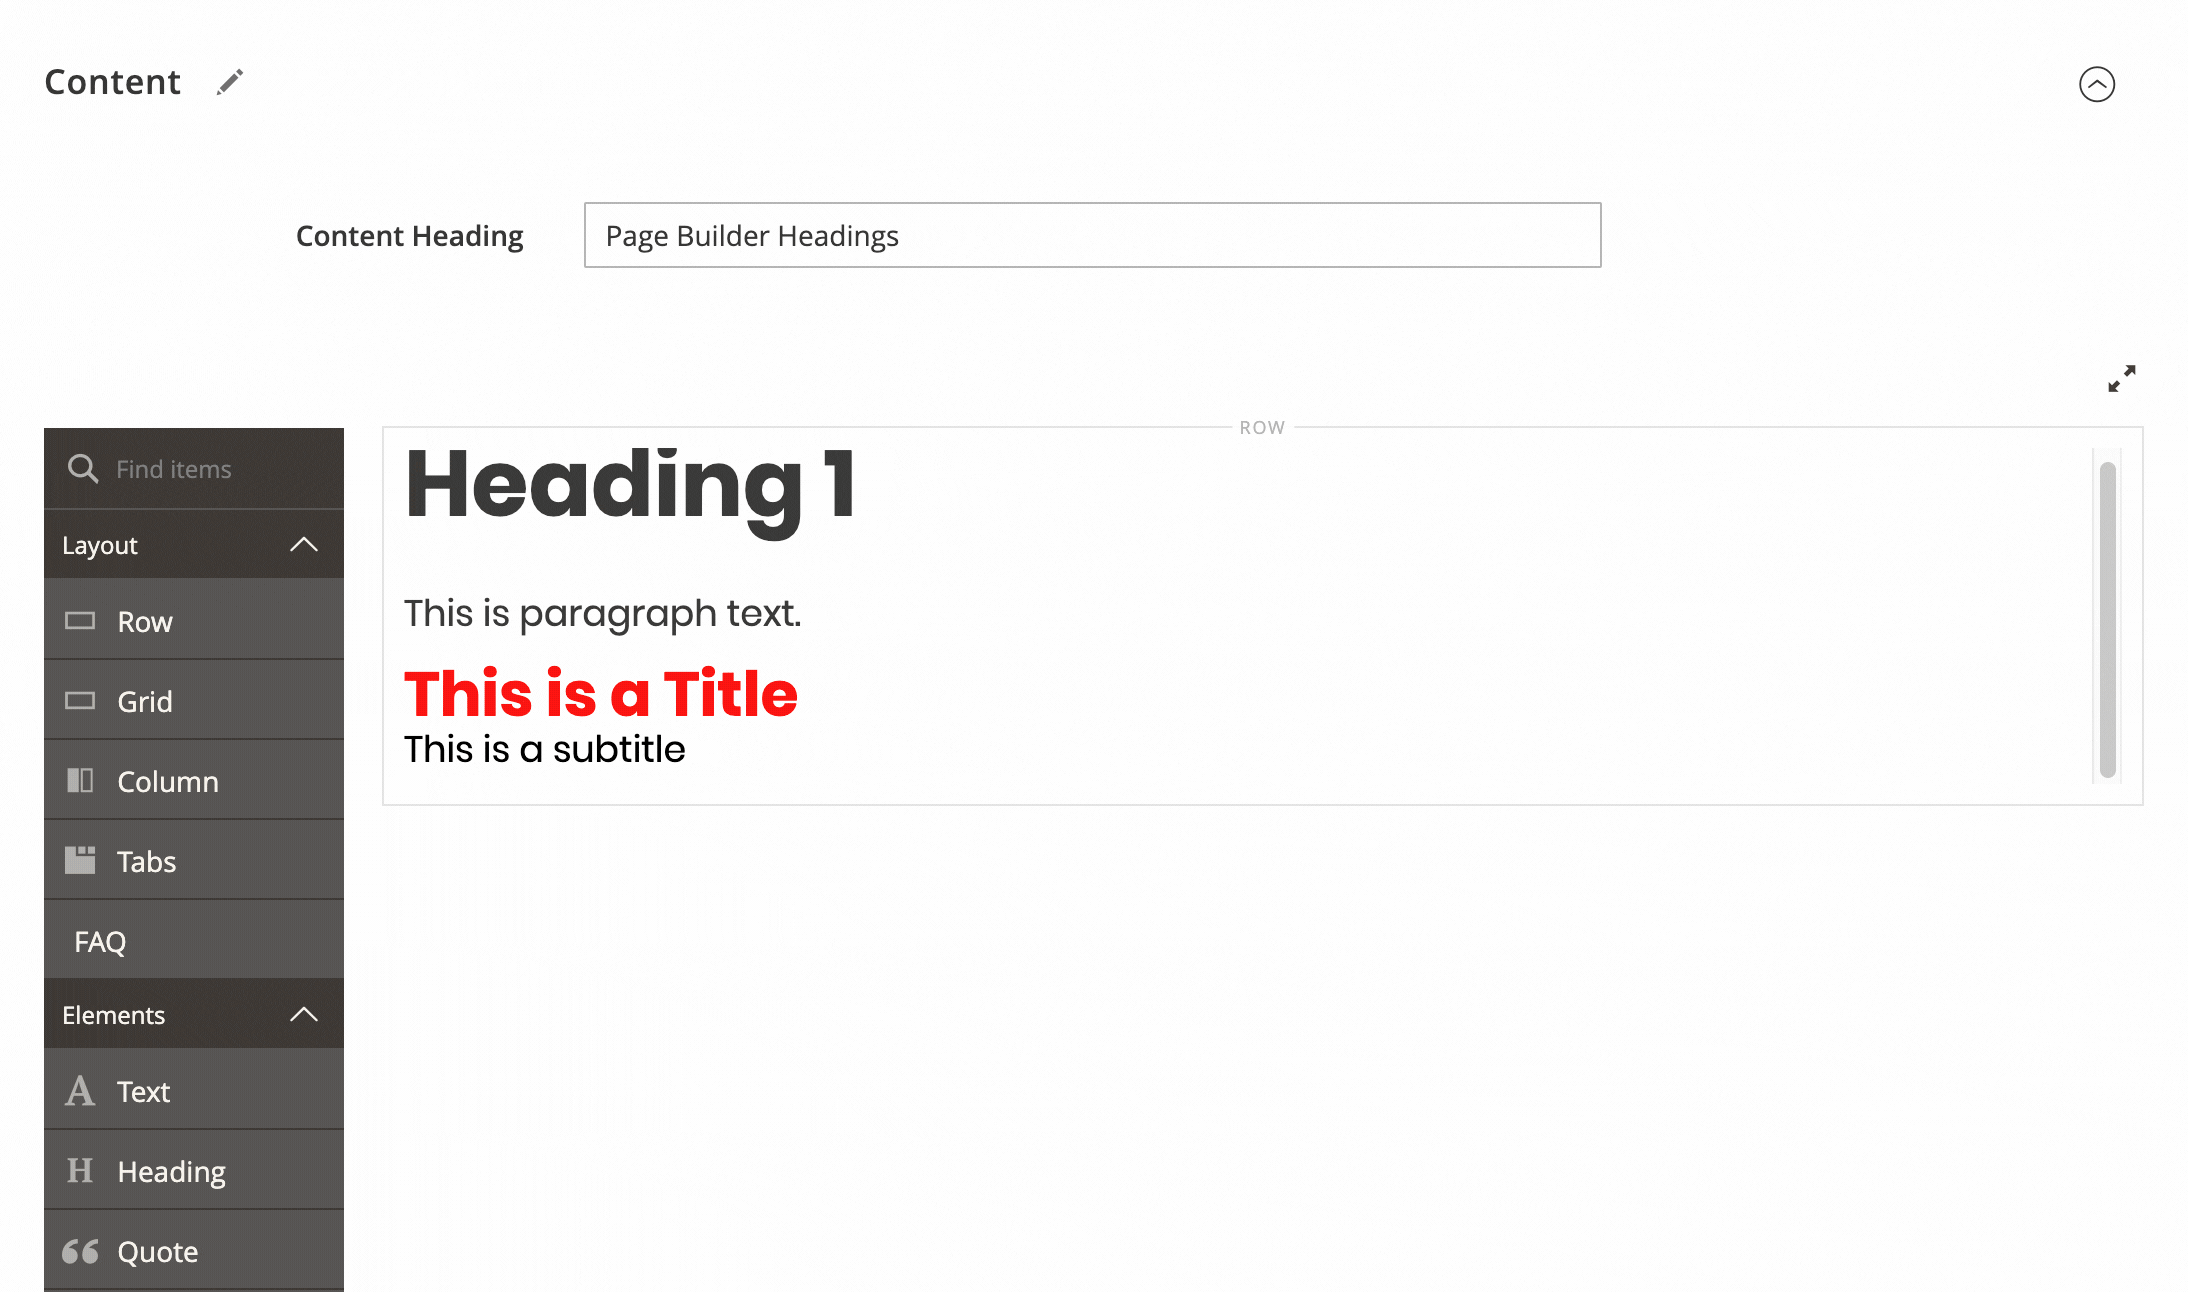 Content
Content Heading
Page Builder Headings
Find items
Layout
Row
Grid
Column
Tabs
FAQ
Elements
Text
Heading
Quote
ROW
Heading 1
This is paragraph text.
This is a Title
This is a subtitle